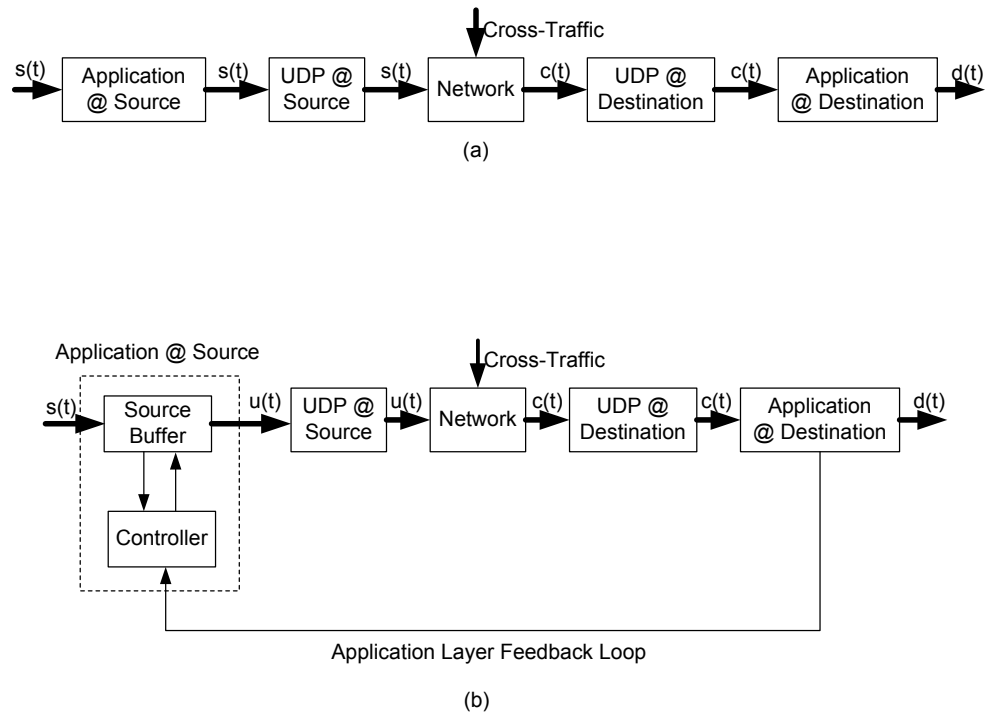 Cross-Traffic
s(t)
Application
@ Source
s(t)
UDP @
Source
s(t)
Network
c(t)
UDP @
Destination
c(t)
Application
@ Destination
d(t)
(a)
Application @ Source
Cross-Traffic
s(t)
Source
Buffer
u(t)
UDP @
Source
u(t)
Network
c(t)
UDP @
Destination
c(t)
Application
@ Destination
d(t)
Controller
Application Layer Feedback Loop
(b)